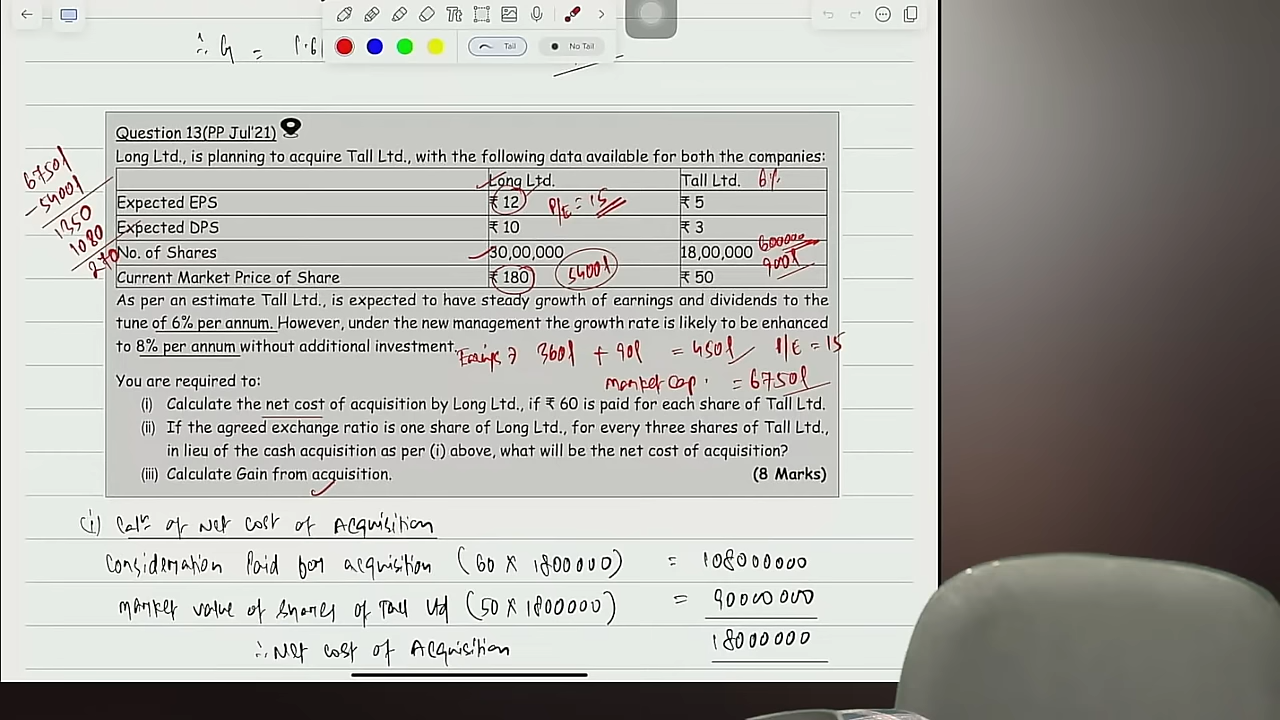 ∴ G =
Tt
Tail
No Tail
Question 13(PP Jul'21)
Long Ltd., is planning to acquire Tall Ltd., with the following data available for both the companies:
Long Ltd. Tall Ltd. 6%
Expected EPS ₹ 12 P/E = 15 ₹ 5
Expected DPS ₹ 10 ₹ 3
No. of Shares 30,00,000 18,00,000 600000
Current Market Price of Share ₹ 180 5400l ₹ 50 900l
6750l
- 5400l
1350
1080
270
As per an estimate Tall Ltd., is expected to have steady growth of earnings and dividends to the
tune of 6% per annum. However, under the new management the growth rate is likely to be enhanced
to 8% per annum without additional investment.
360l + 90l = 450l P/E = 15
You are required to:
market cap. = 6750l
(i) Calculate the net cost of acquisition by Long Ltd., if ₹ 60 is paid for each share of Tall Ltd.
(ii) If the agreed exchange ratio is one share of Long Ltd., for every three shares of Tall Ltd.,
in lieu of the cash acquisition as per (i) above, what will be the net cost of acquisition?
(iii) Calculate Gain from acquisition. (8 Marks)
(i) Calⁿ of Net cost of Acquisition
Consideration Paid for acquisition (60 X 1800000) = 108000000
market value of shares of Tall Ltd (50 X 1800000) = 90000000
∴ Net cost of Acquisition 18000000